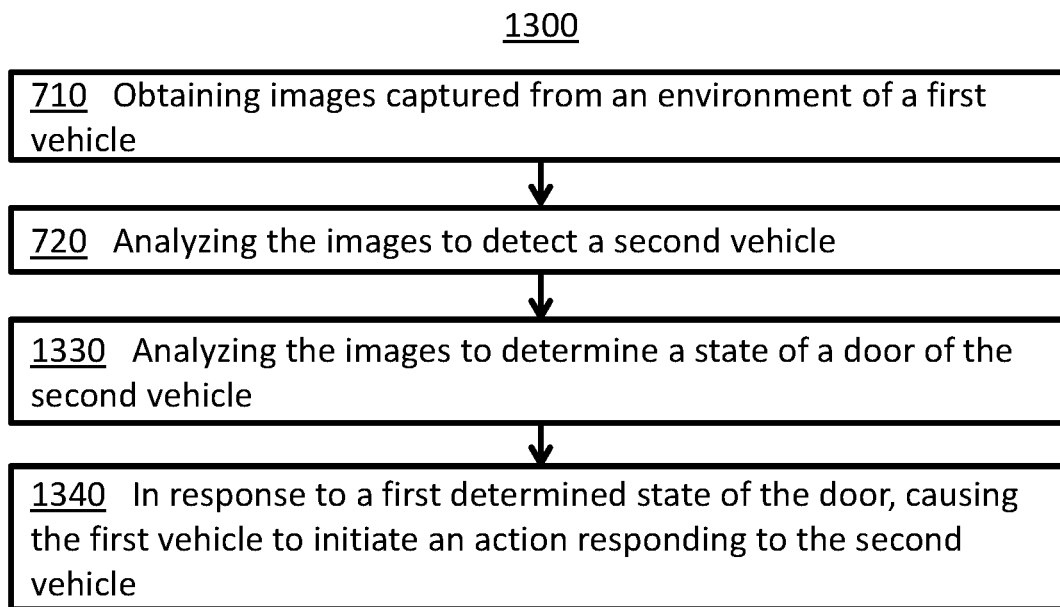 1300
710 Obtaining images captured from an environment of a first
vehicle
720 Analyzing the images to detect a second vehicle
1330 Analyzing the images to determine a state of a door of the
second vehicle
1340 In response to a first determined state of the door, causing
the first vehicle to initiate an action responding to the second
vehicle